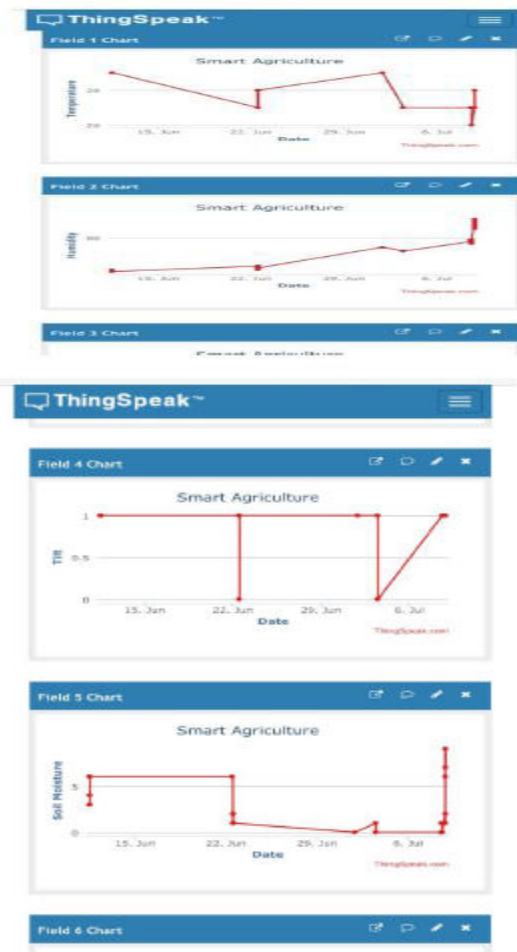 ThingSpeak™
Field 1 Chart
Smart Agriculture
Temperature
15. Jun 22. Jun 29. Jun 6. Jul
Date
ThingSpeak.com
Field 2 Chart
Smart Agriculture
Humidity
15. Jun 22. Jun 29. Jun 6. Jul
Date
ThingSpeak.com
Field 3 Chart
Smart Agriculture
ThingSpeak™
Field 4 Chart
Smart Agriculture
Tilt
1
0.5
0
15. Jun 22. Jun 29. Jun 6. Jul
Date
ThingSpeak.com
Field 5 Chart
Smart Agriculture
Soil Moisture
5
0
15. Jun 22. Jun 29. Jun 6. Jul
Date
ThingSpeak.com
Field 6 Chart